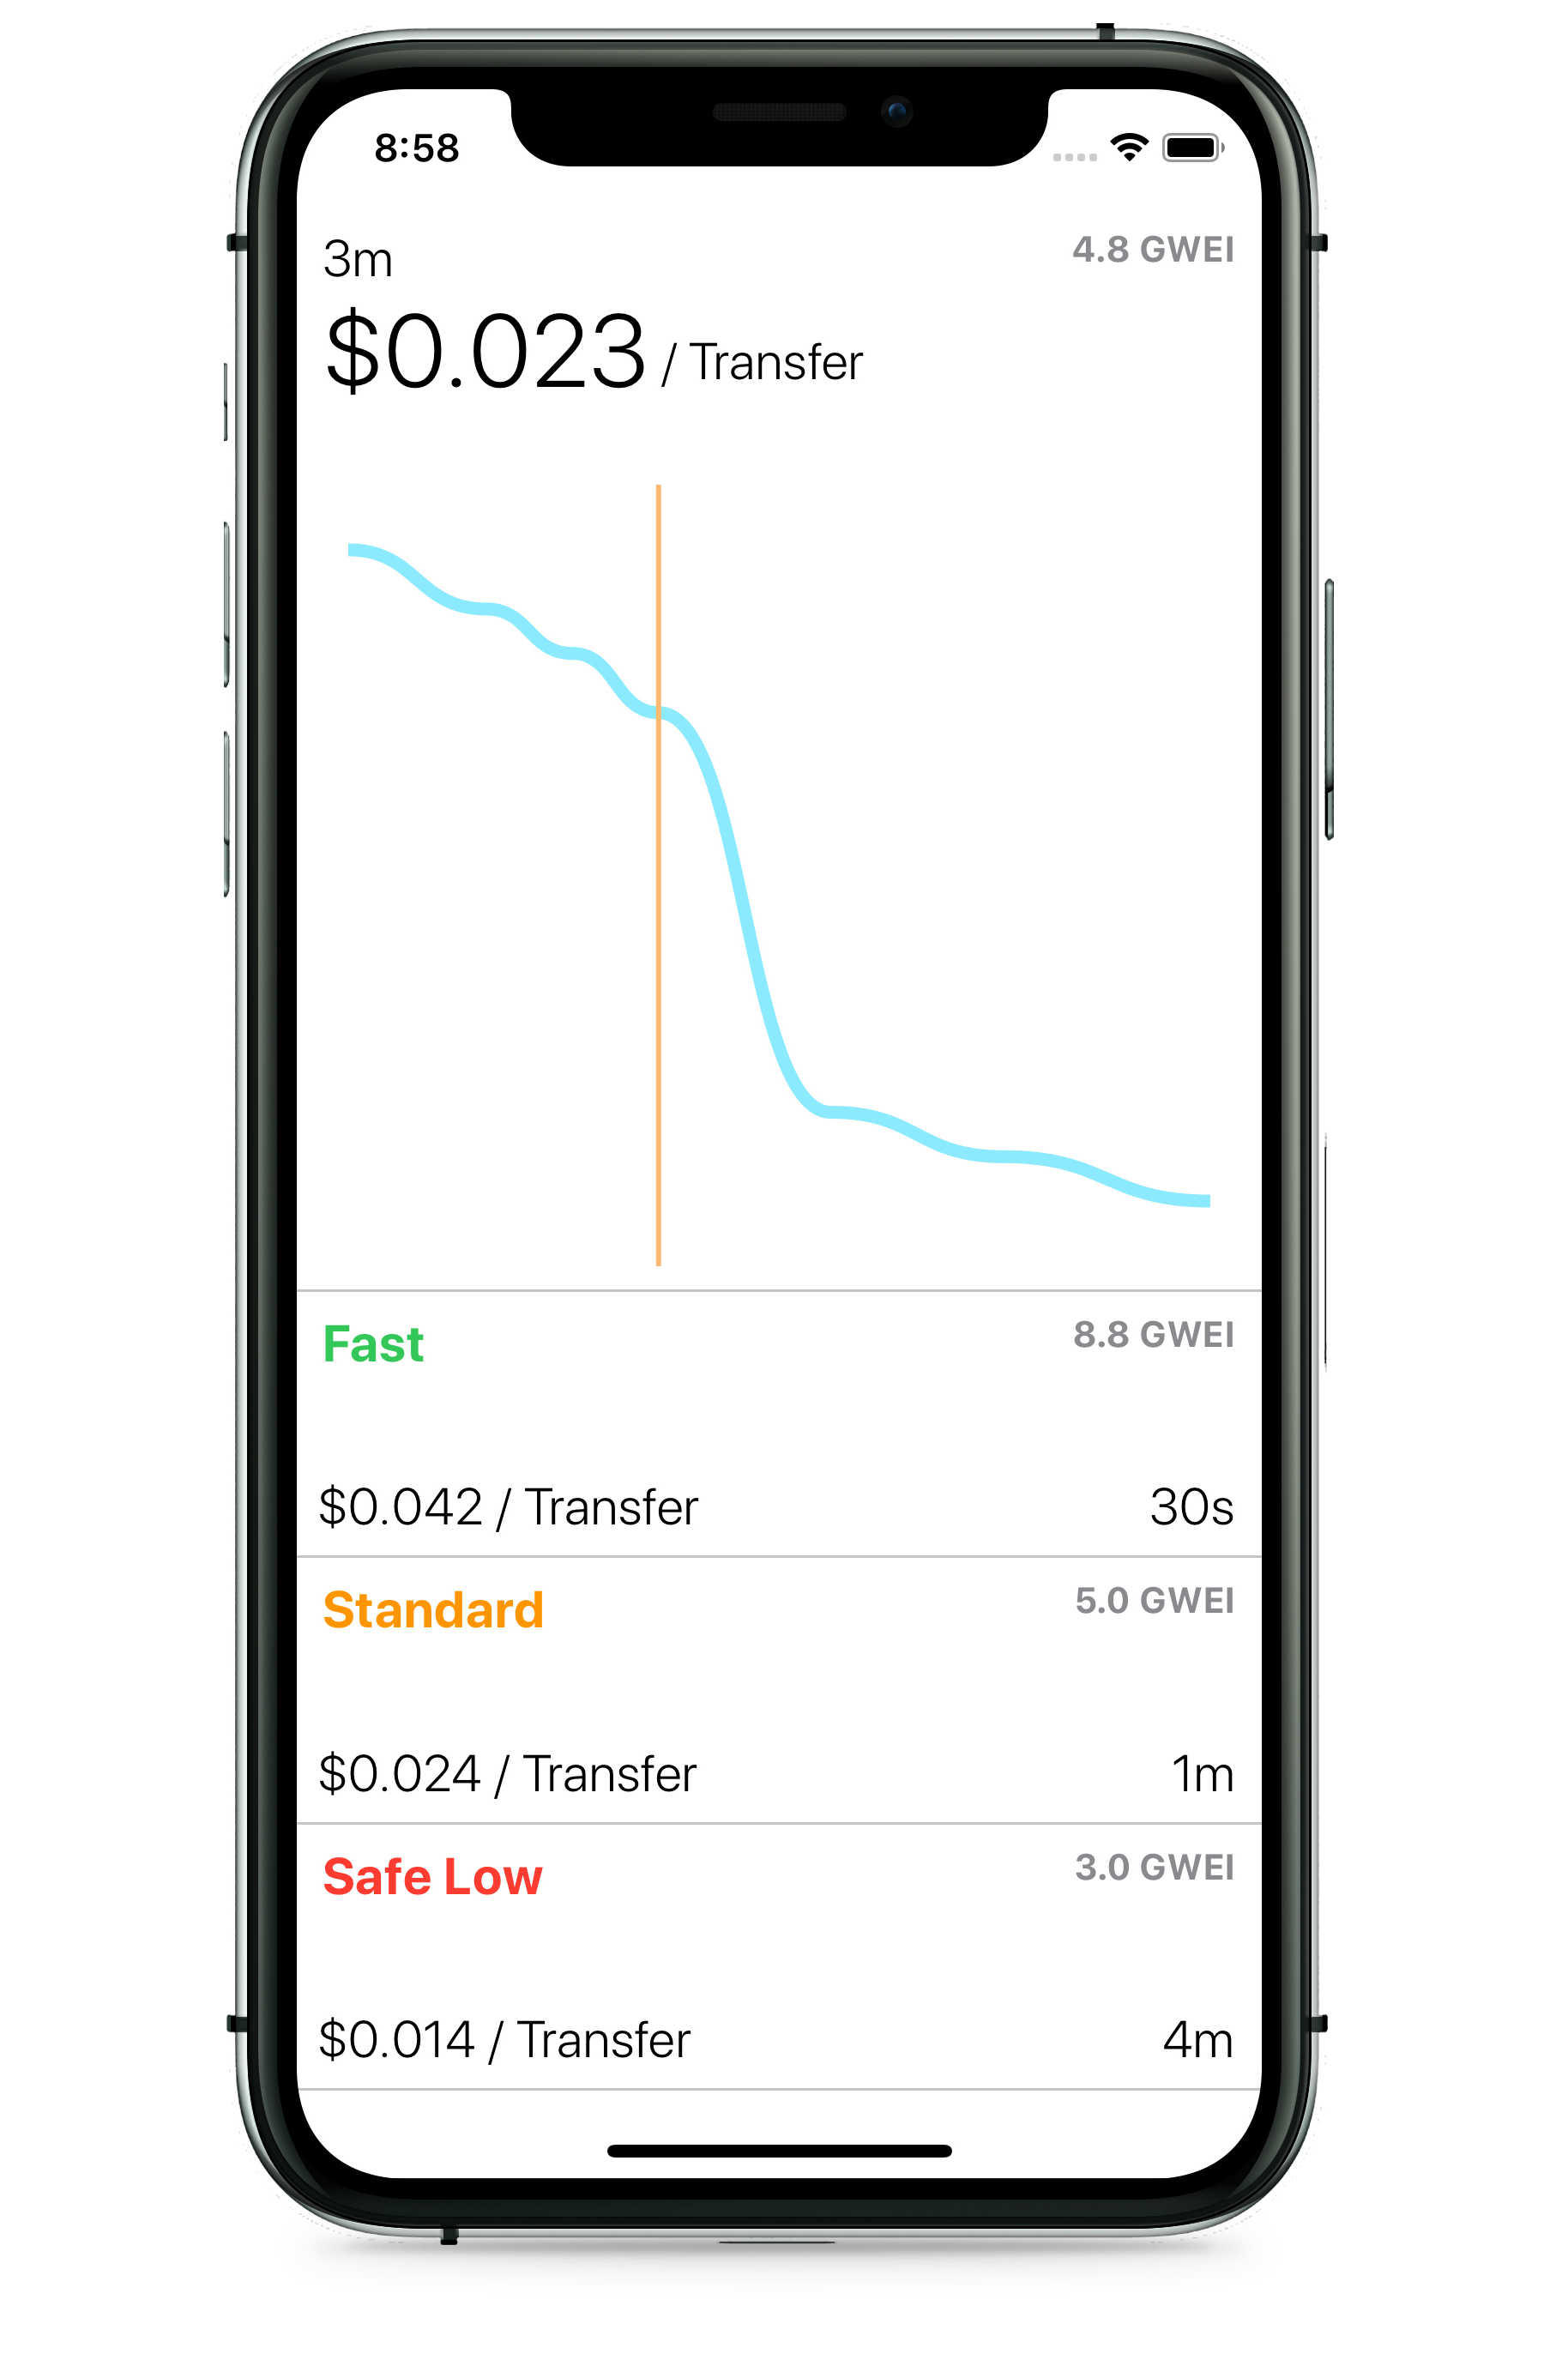 8:58
3m
4.8 GWEI
$0.023 / Transfer
Fast
8.8 GWEI
$0.042 / Transfer
30s
Standard
5.0 GWEI
$0.024 / Transfer
1m
Safe Low
3.0 GWEI
$0.014 / Transfer
4m